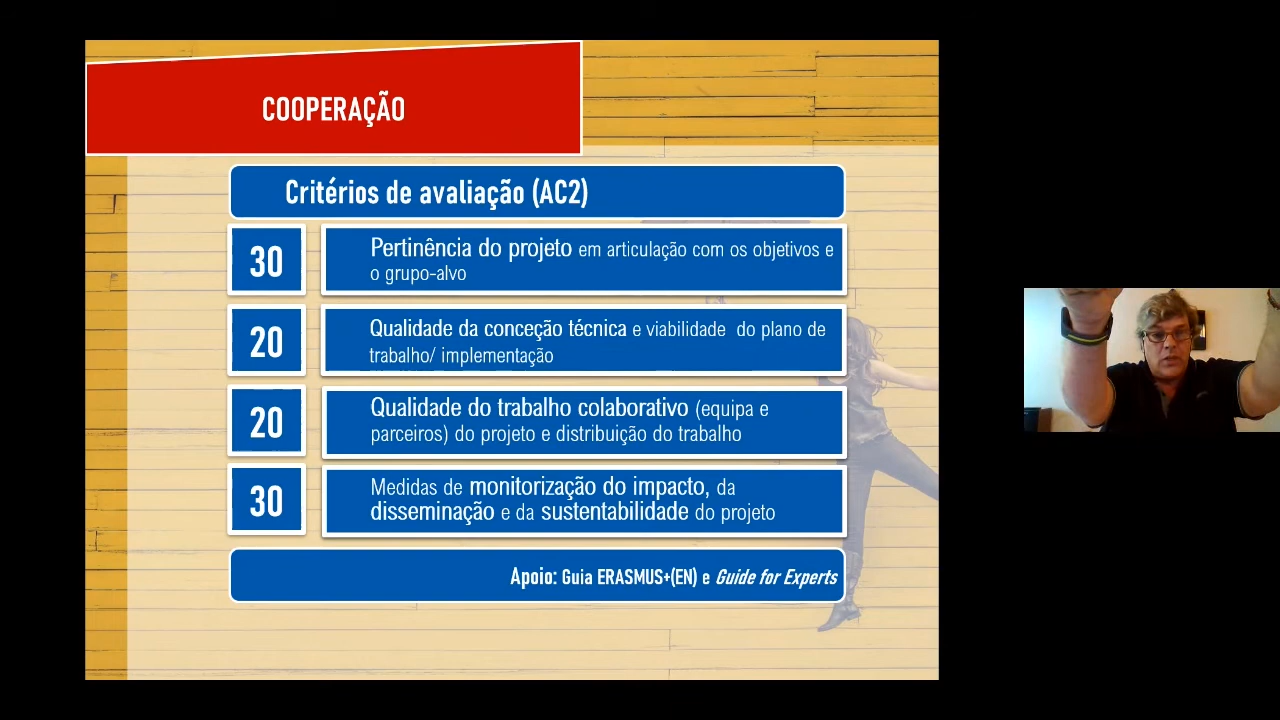 COOPERAÇÃO
Critérios de avaliação (AC2)
30
Pertinência do projeto em articulação com os objetivos e
o grupo-alvo
20
Qualidade da conceção técnica e viabilidade do plano de
trabalho/ implementação
20
Qualidade do trabalho colaborativo (equipa e
parceiros) do projeto e distribuição do trabalho
30
Medidas de monitorização do impacto, da
disseminação e da sustentabilidade do projeto
Apoio: Guia ERASMUS+(EN) e Guide for Experts